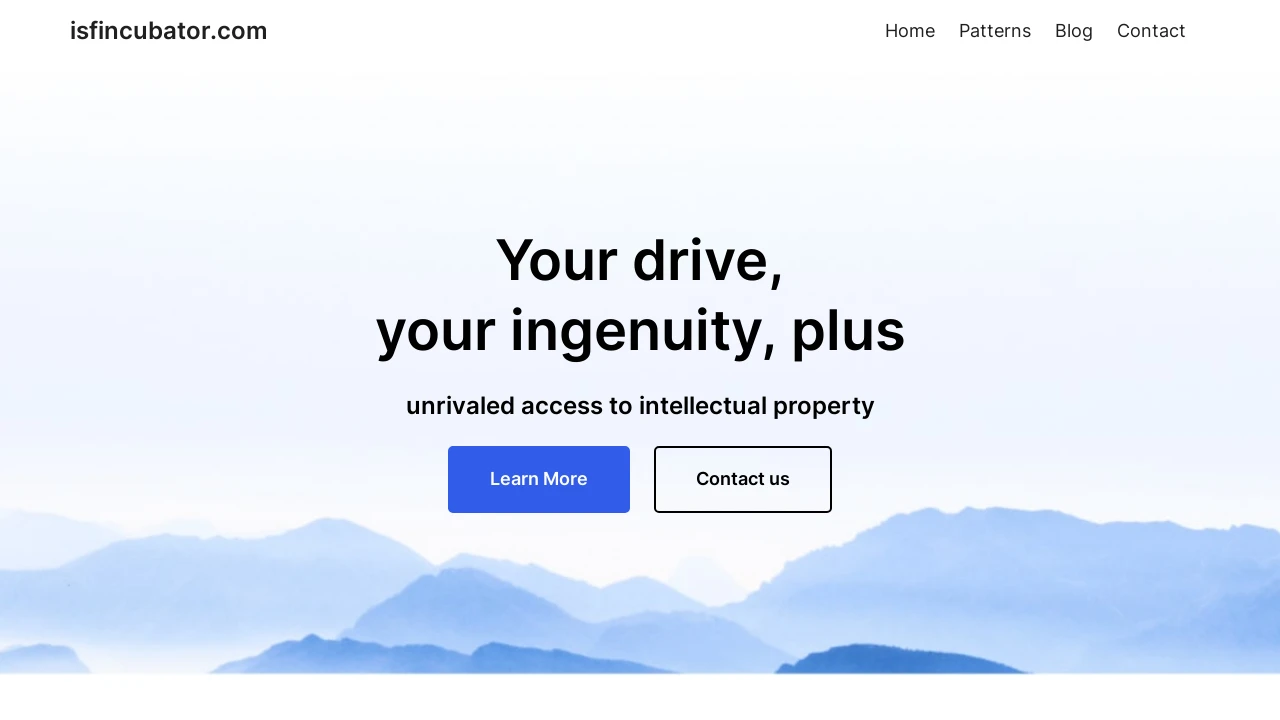 isfincubator.com
Home Patterns Blog Contact
Your drive,
your ingenuity, plus
unrivaled access to intellectual property
Learn More Contact us